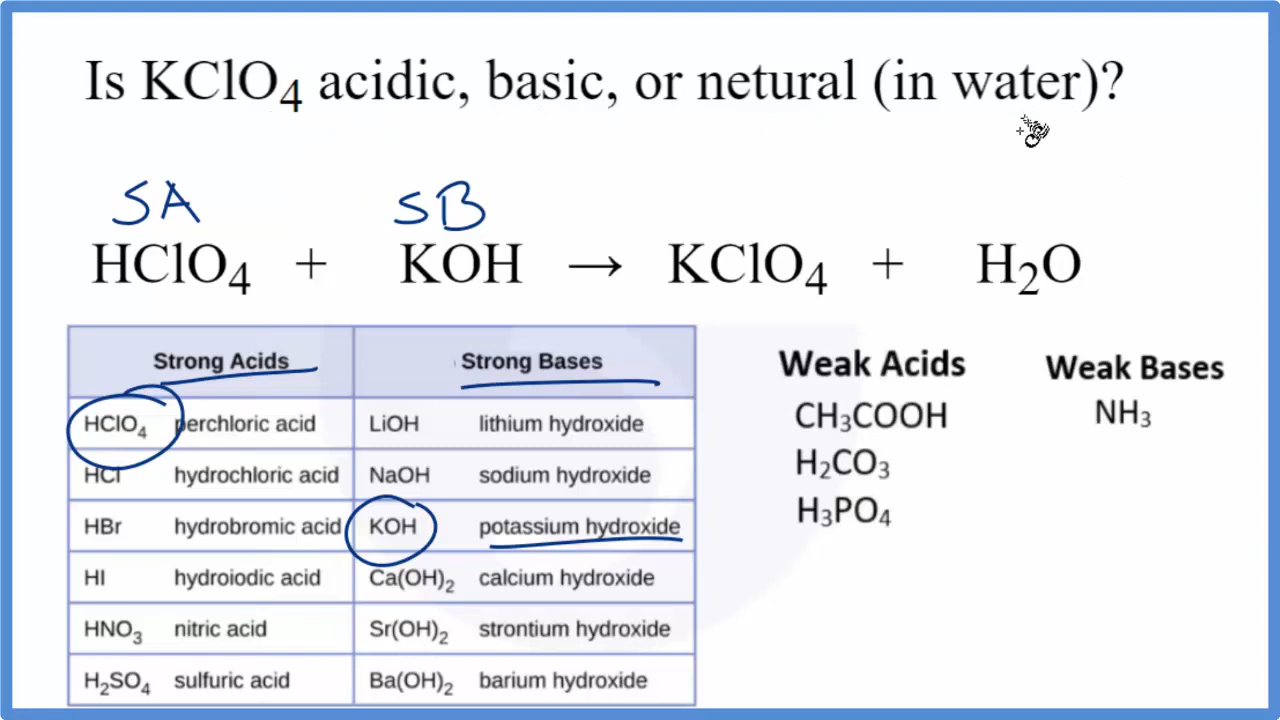 Is KClO₄ acidic, basic, or netural (in water)?
SA SB
HClO₄ + KOH → KClO₄ + H₂O
Strong Acids Strong Bases
HClO₄ perchloric acid LiOH lithium hydroxide
HCl hydrochloric acid NaOH sodium hydroxide
HBr hydrobromic acid KOH potassium hydroxide
HI hydroiodic acid Ca(OH)₂ calcium hydroxide
HNO₃ nitric acid Sr(OH)₂ strontium hydroxide
H₂SO₄ sulfuric acid Ba(OH)₂ barium hydroxide
Weak Acids
CH₃COOH
H₂CO₃
H₃PO₄
Weak Bases
NH₃